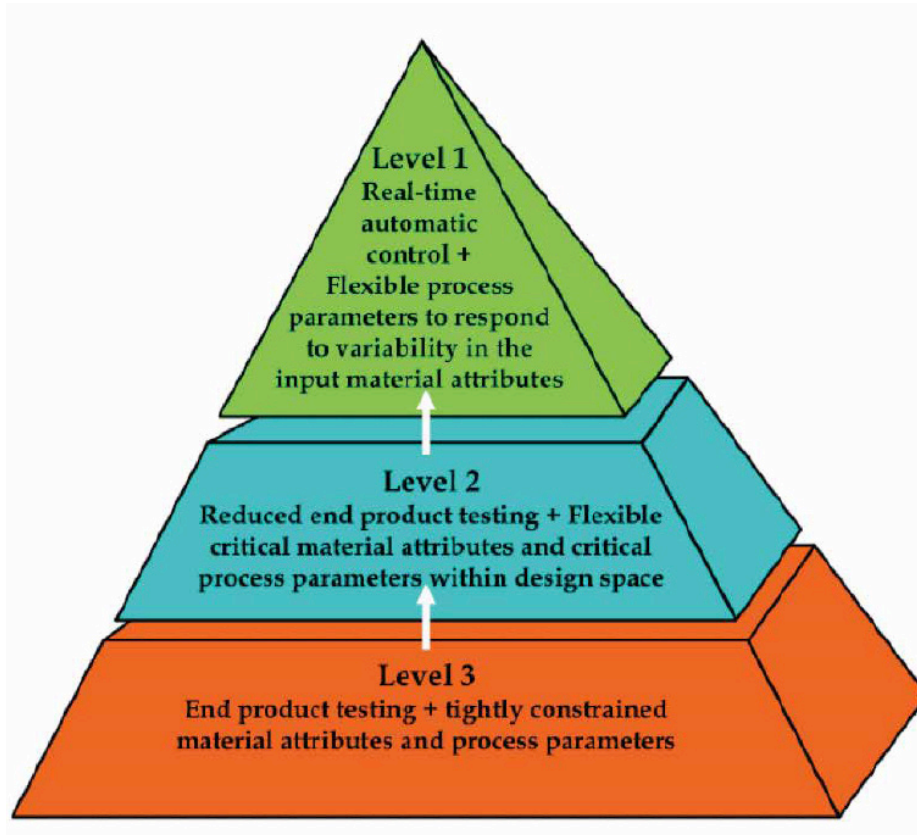 Level 1
Real-time
automatic
control +
Flexible process
parameters to respond
to variability in the
input material attributes
Level 2
Reduced end product testing + Flexible
critical material attributes and critical
process parameters within design space
Level 3
End product testing + tightly constrained
material attributes and process parameters